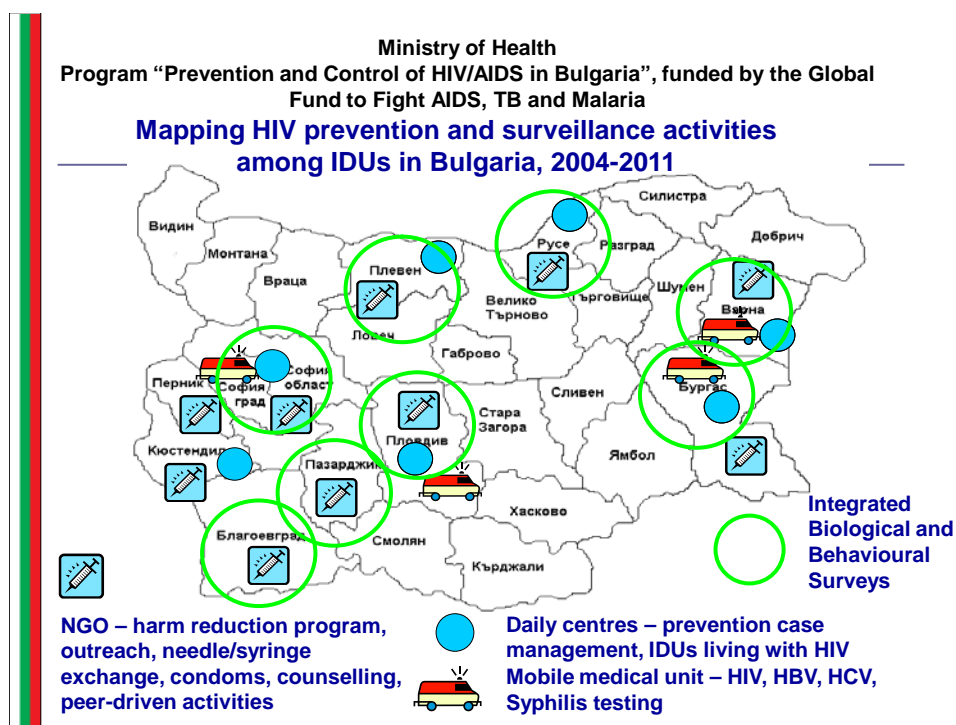 Ministry of Health
Program “Prevention and Control of HIV/AIDS in Bulgaria”, funded by the Global
Fund to Fight AIDS, TB and Malaria
Mapping HIV prevention and surveillance activities
among IDUs in Bulgaria, 2004-2011
Силистра
Видин
Добрич
Русе
Разград
Монтана
Плевен
Враца
Шумен
Велико
Търново
Търговище
Варна
Ловеч
Габрово
София
област
Перник
София
град
Сливен
Бургас
Стара
Загора
Пловдив
Кюстендил
Ямбол
Пазарджик
Хасково
Благоевград
Смолян
Кърджали
Integrated
Biological and
Behavioural
Surveys
NGO – harm reduction program,
outreach, needle/syringe
exchange, condoms, counselling,
peer-driven activities
Daily centres – prevention case
management, IDUs living with HIV
Mobile medical unit – HIV, HBV, HCV,
Syphilis testing